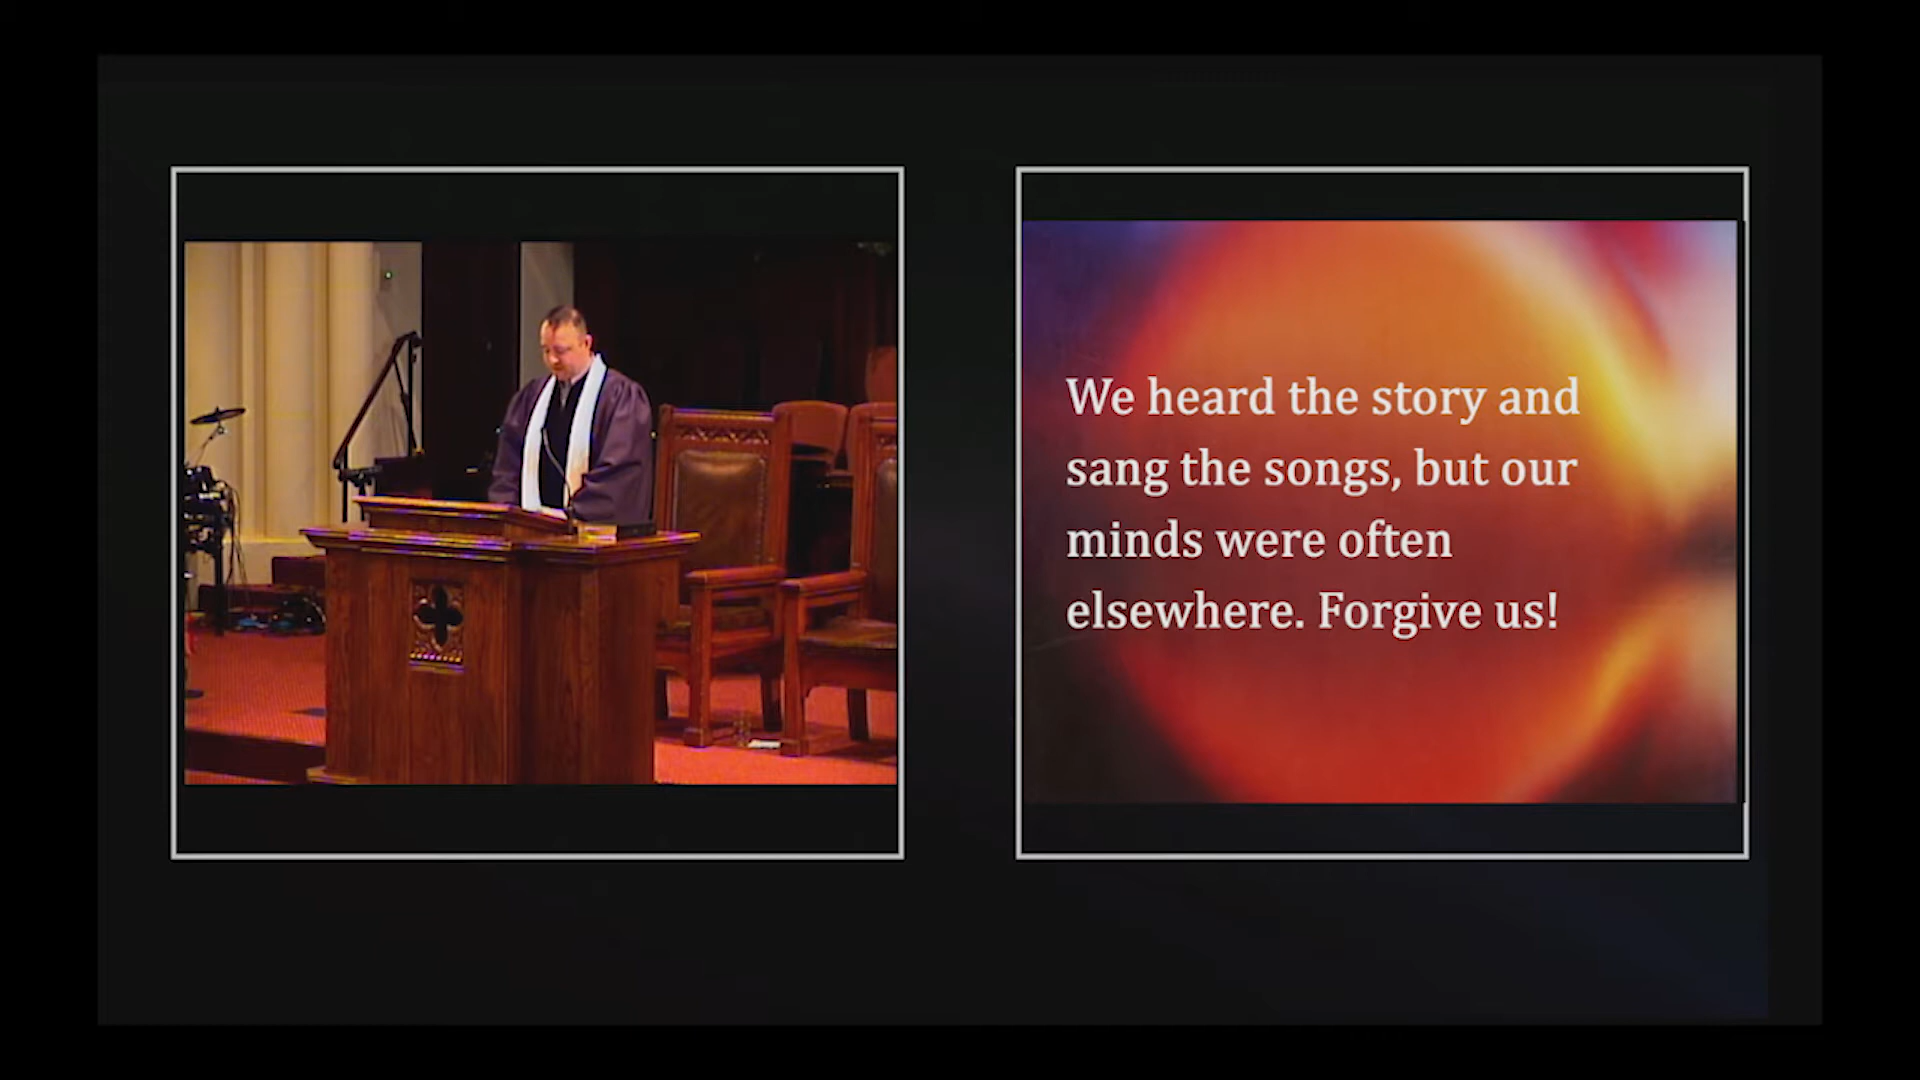 We heard the story and
sang the songs, but our
minds were often
elsewhere. Forgive us!